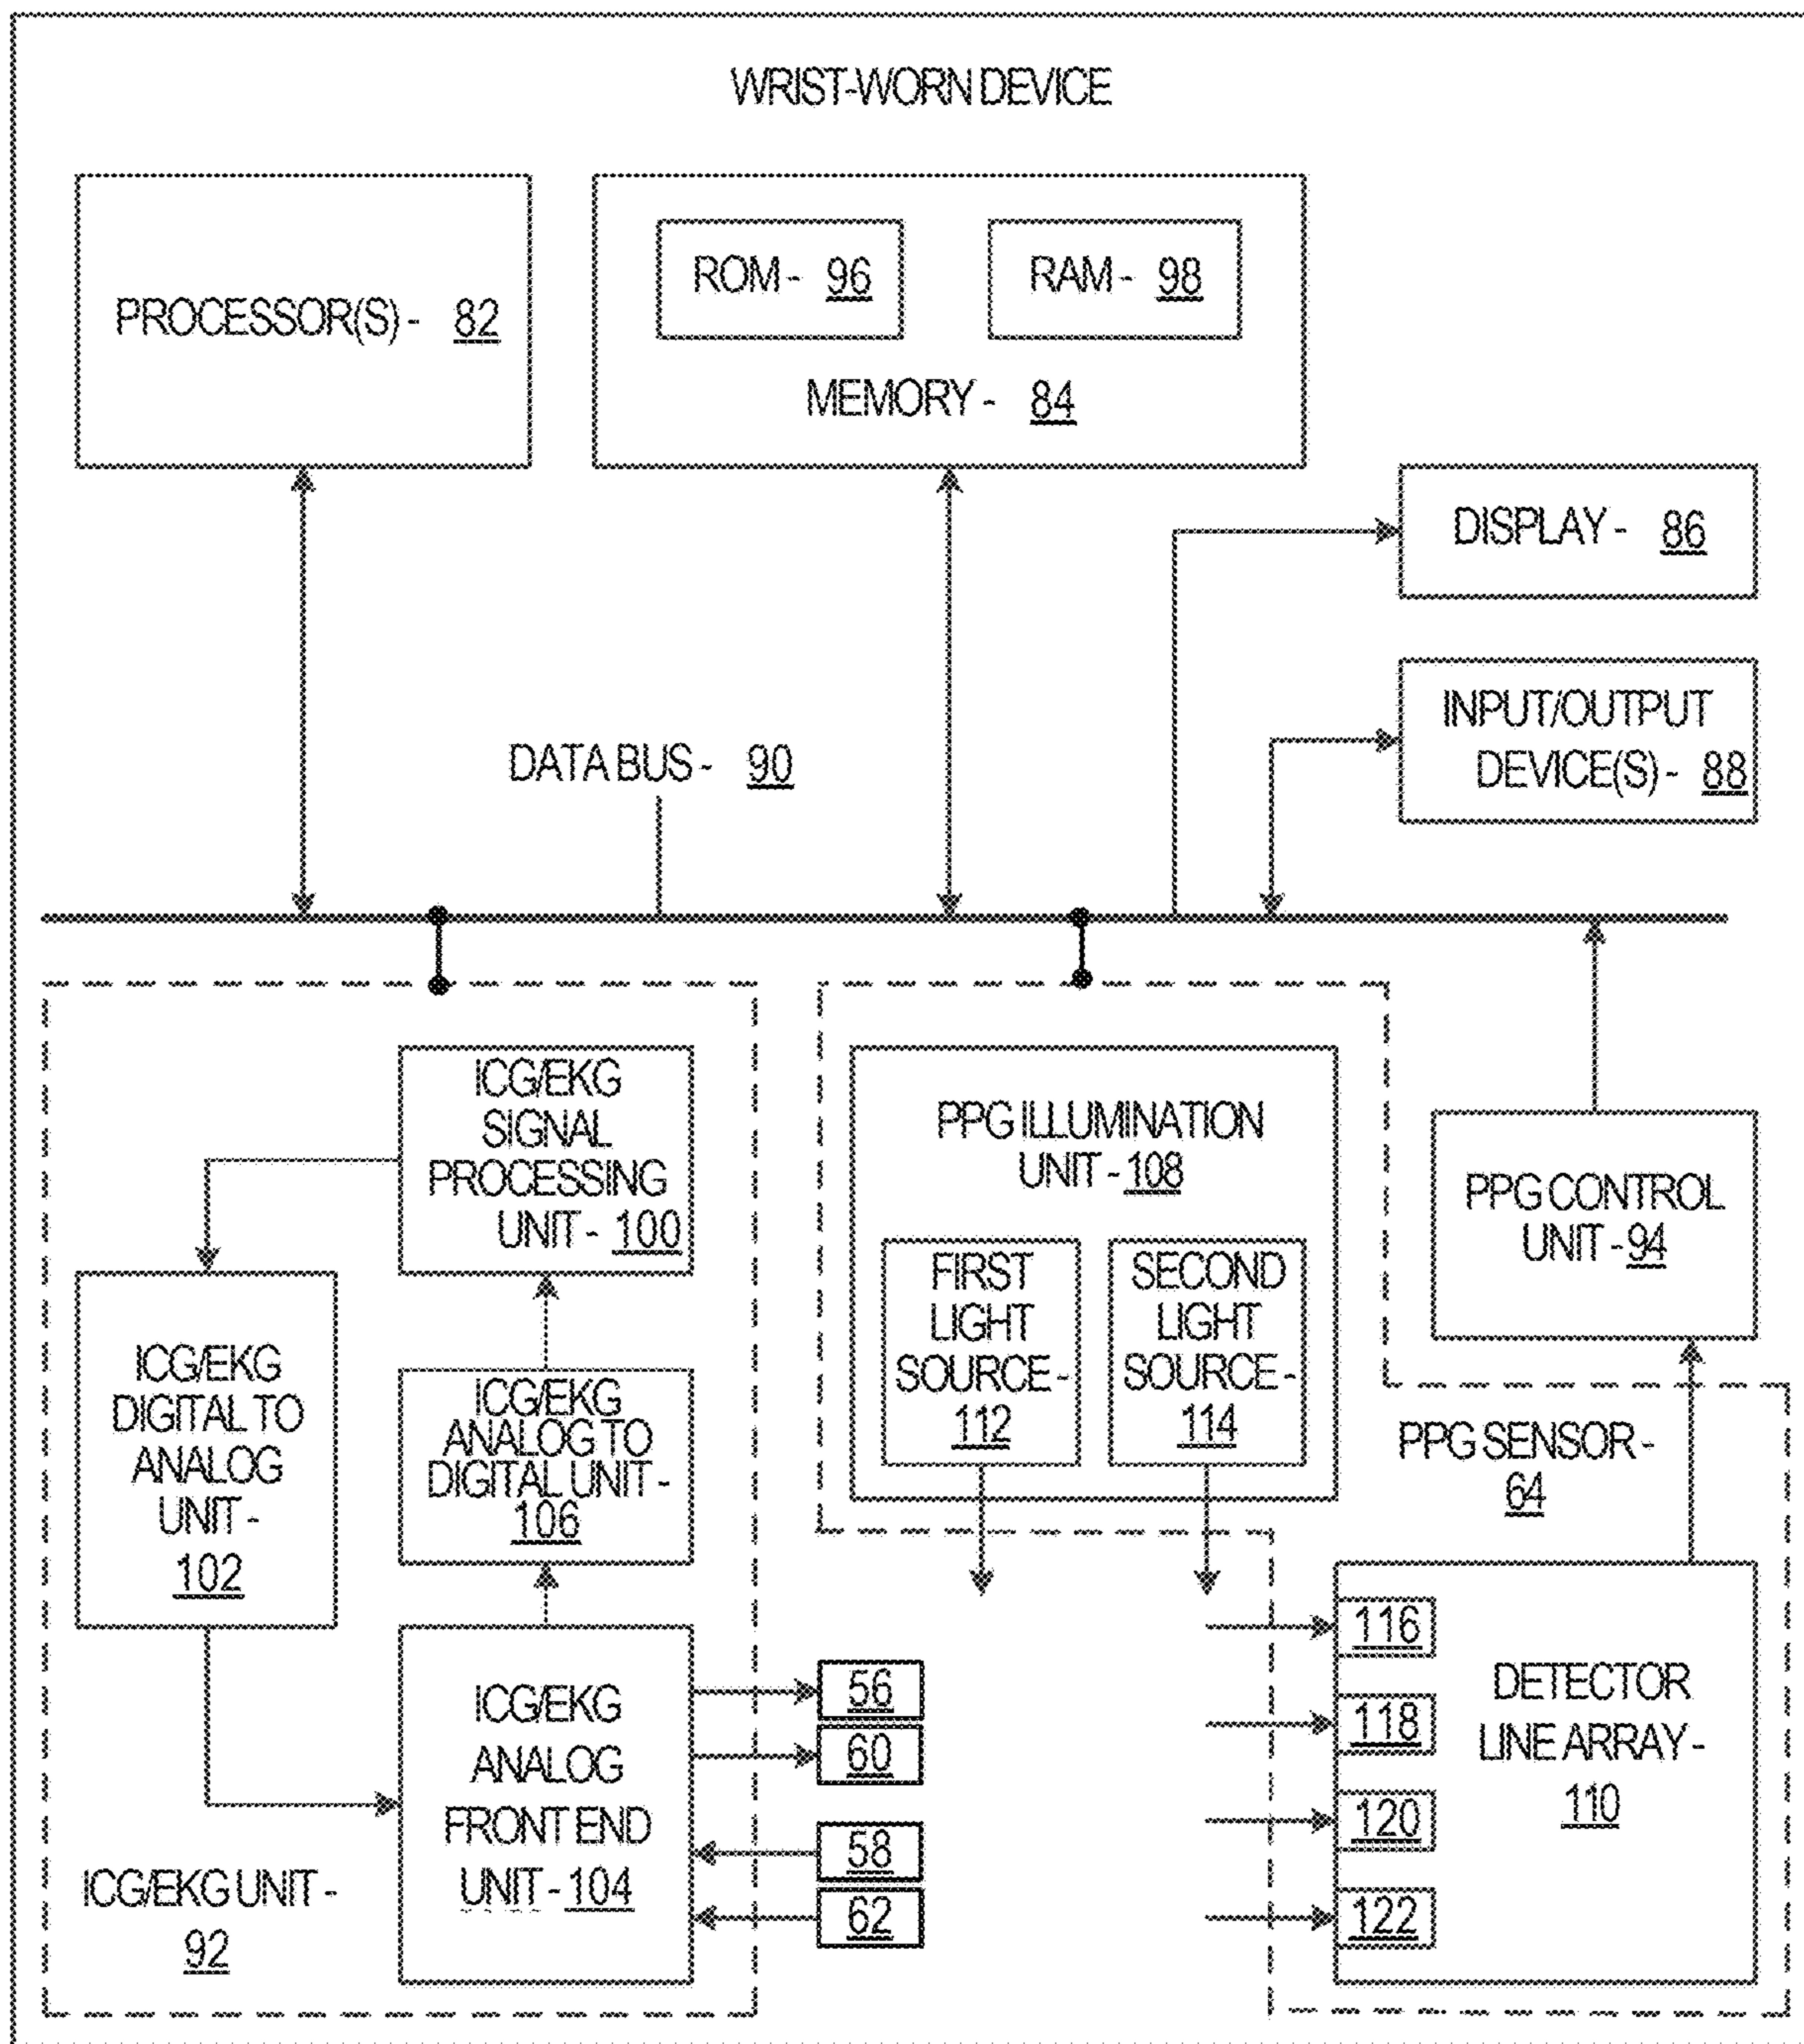 WRIST-WORN DEVICE
PROCESSOR(S) - 82
ROM - 96
RAM - 98
MEMORY - 84
DISPLAY - 86
INPUT/OUTPUT
DEVICE(S) - 88
DATA BUS - 90
ICG/EKG
SIGNAL
PROCESSING
UNIT - 100
ICG/EKG
DIGITAL TO
ANALOG
UNIT -
102
ICG/EKG
ANALOG TO
DIGITAL UNIT -
106
ICG/EKG
ANALOG
FRONT END
UNIT - 104
ICG/EKG UNIT -
92
56
60
58
62
PPG ILLUMINATION
UNIT - 108
FIRST
LIGHT
SOURCE -
112
SECOND
LIGHT
SOURCE -
114
PPG CONTROL
UNIT - 94
PPG SENSOR -
64
116
118
120
122
DETECTOR
LINE ARRAY -
110